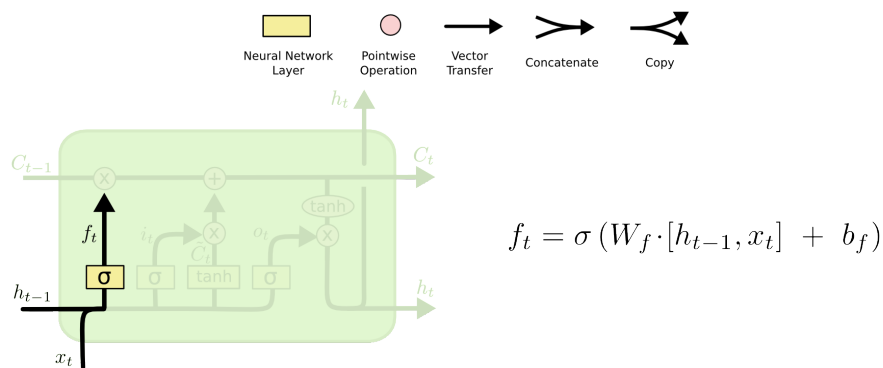 Neural Network Layer
Pointwise Operation
Vector Transfer
Concatenate
Copy
h_t
C_{t-1}
C_t
x
+
tanh
f_t
i_t
x
o_t
x
C̃_t
σ
σ
tanh
σ
h_{t-1}
h_t
x_t
f_t = σ (W_f · [h_{t-1}, x_t] + b_f)